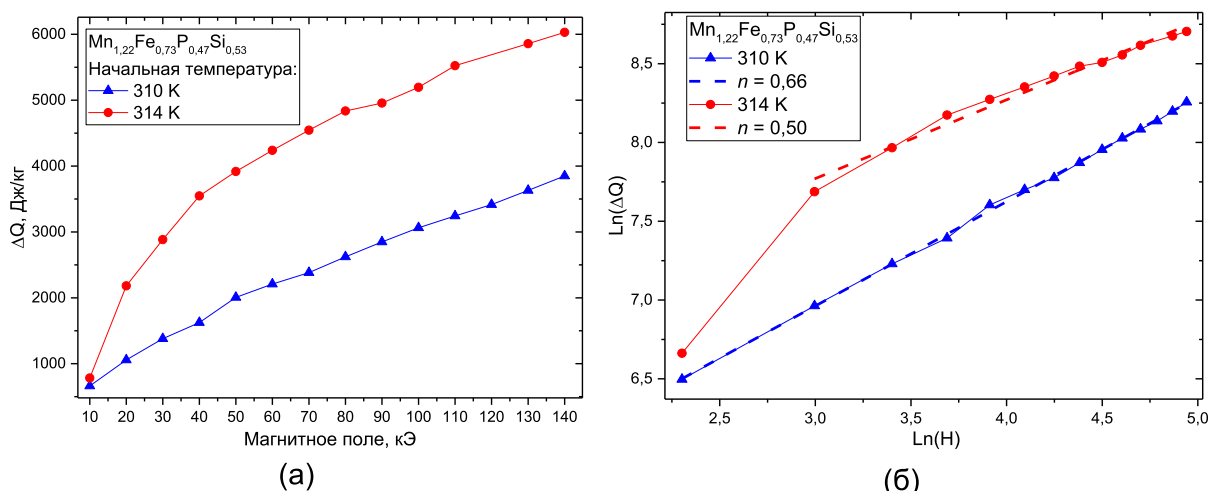 Mn1,22Fe0,73P0,47Si0,53
Начальная температура:
310 K
314 K
ΔQ, Дж/кг
6000
5000
4000
3000
2000
1000
10 20 30 40 50 60 70 80 90 100 110 120 130 140
Магнитное поле, кЭ
(а)
Mn1,22Fe0,73P0,47Si0,53
310 K
n = 0,66
314 K
n = 0,50
Ln(ΔQ)
8,5
8,0
7,5
7,0
6,5
2,5 3,0 3,5 4,0 4,5 5,0
Ln(H)
(б)